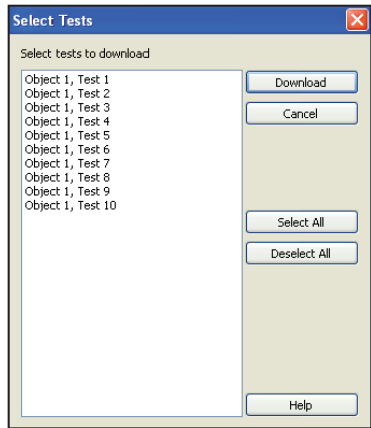 Select Tests
Select tests to download
Object 1, Test 1
Object 1, Test 2
Object 1, Test 3
Object 1, Test 4
Object 1, Test 5
Object 1, Test 6
Object 1, Test 7
Object 1, Test 8
Object 1, Test 9
Object 1, Test 10
Download
Cancel
Select All
Deselect All
Help